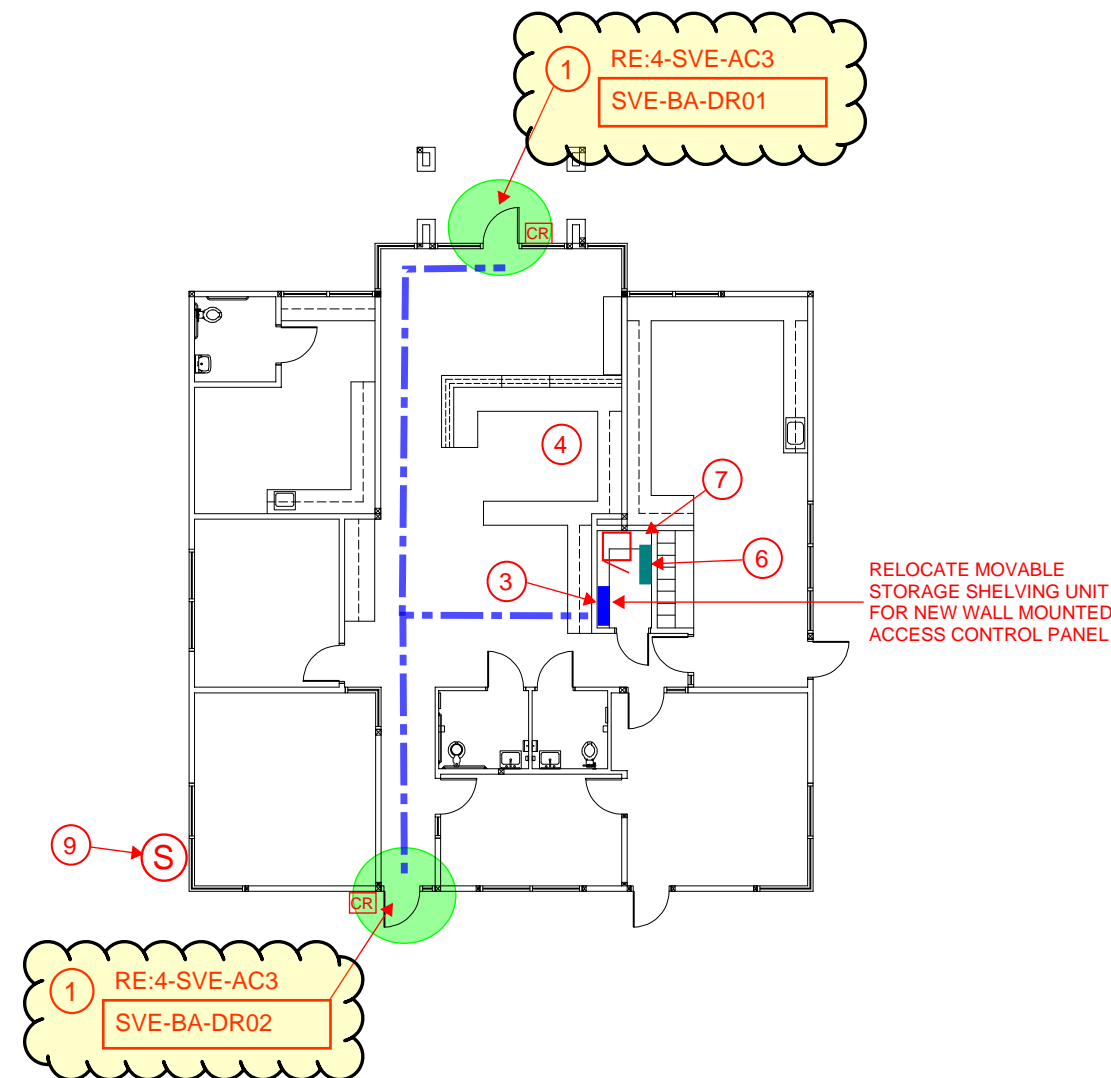 1
RE:4-SVE-AC3
SVE-BA-DR01
CR
4
7
6
3
RELOCATE MOVABLE
STORAGE SHELVING UNIT
FOR NEW WALL MOUNTED
ACCESS CONTROL PANEL
9
S
CR
1
RE:4-SVE-AC3
SVE-BA-DR02